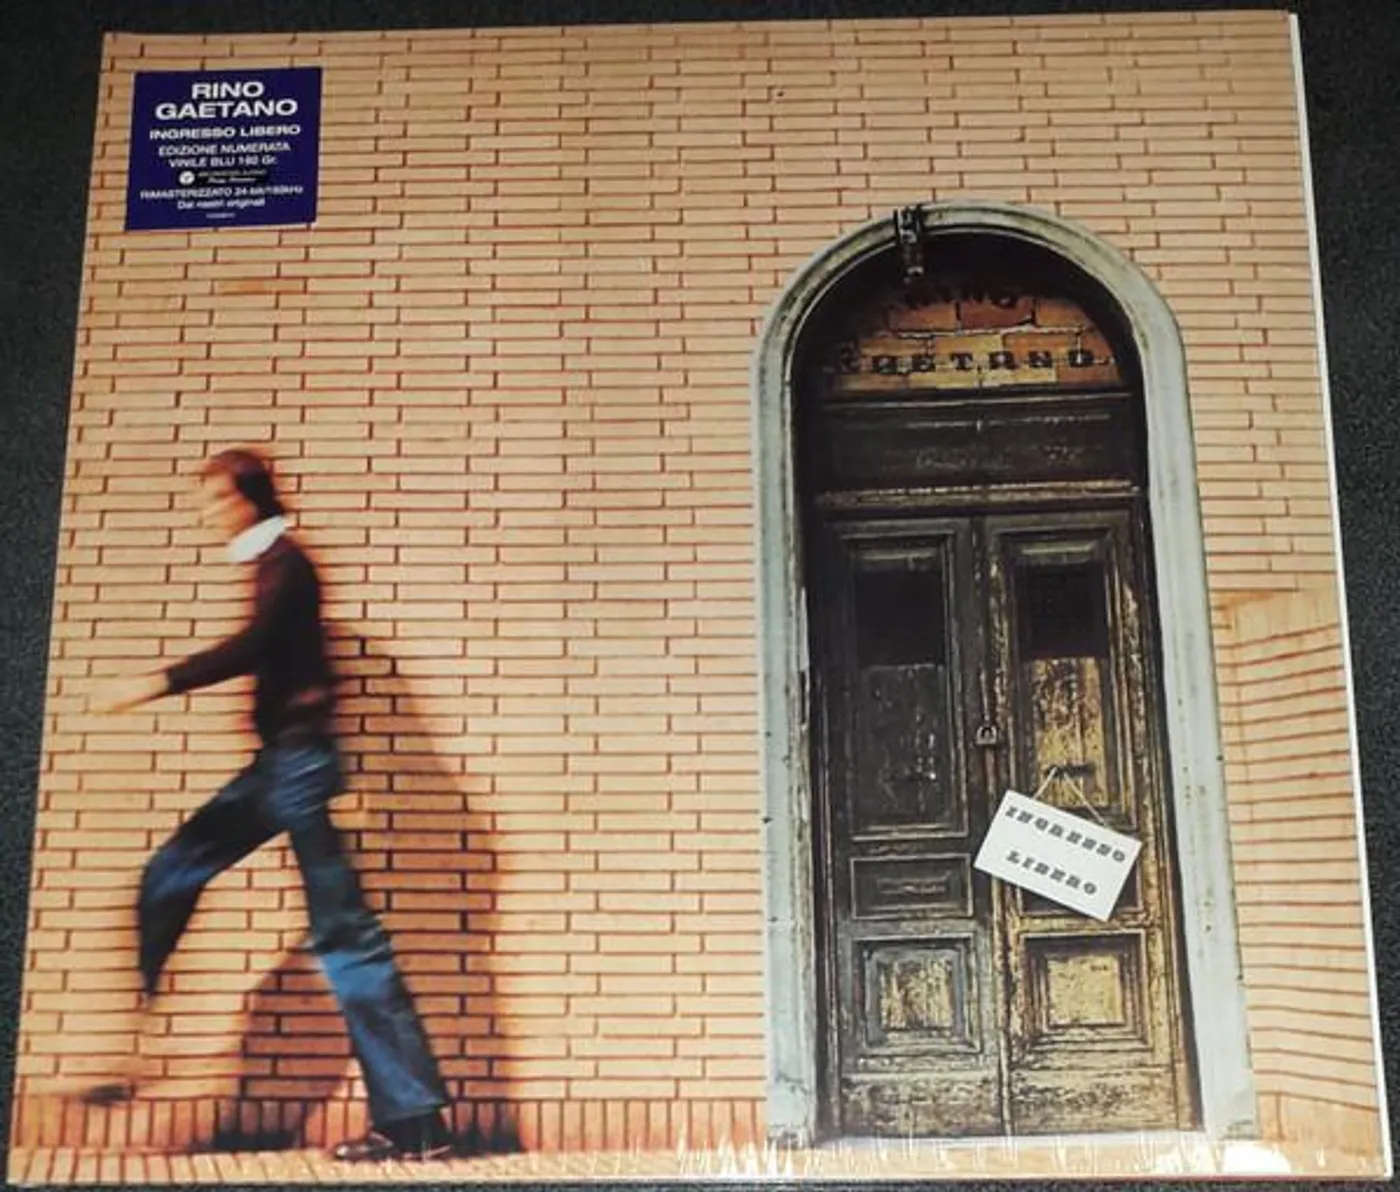 RINO
GAETANO
INGRESSO LIBERO
EDIZIONE NUMERATA
VINILE BLU 180 Gr.
RIMASTERIZZATO 24 bit/192kHz
Dai nastri originali
RINO
GAETANO
INGRESSO
LIBERO